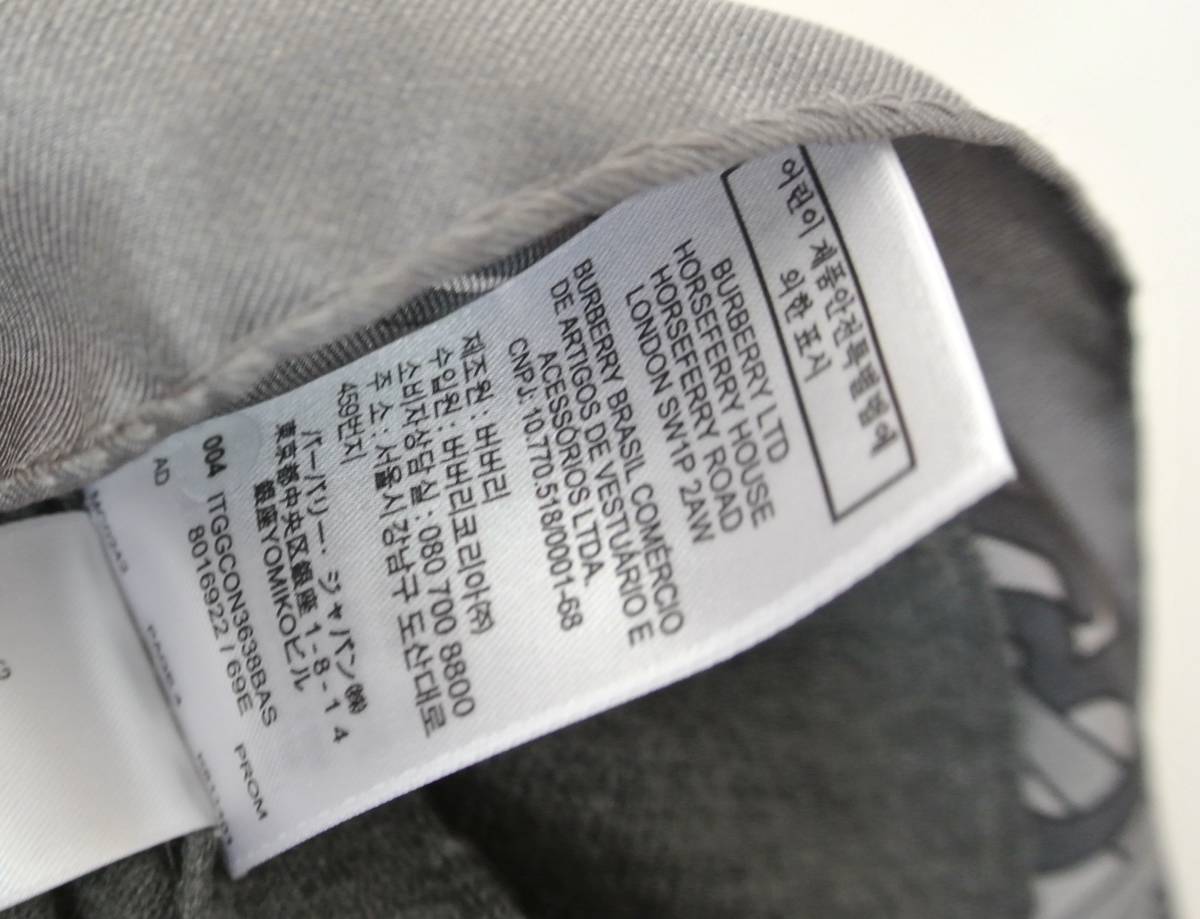 어린이 제품안전특별법에
의한 표시
BURBERRY LTD
HORSEFERRY HOUSE
HORSEFERRY ROAD
LONDON SW1P 2AW
BURBERRY BRASIL COMÉRCIO
DE ARTIGOS DE VESTUÁRIO E
ACESSÓRIOS LTDA.
CNPJ: 10.770.518/0001-68
제조원 : 버버리
수입원 : 버버리코리아(주)
소비자상담실 : 080 700 8800
주 소 : 서울시 강남구 도산대로
459번지
バーバリー・ジャパン㈱
東京都中央区銀座 1-8-14
銀座YOMIKOビル
004 ITGGCON3638BAS
8016922 / 69E
AD PROM